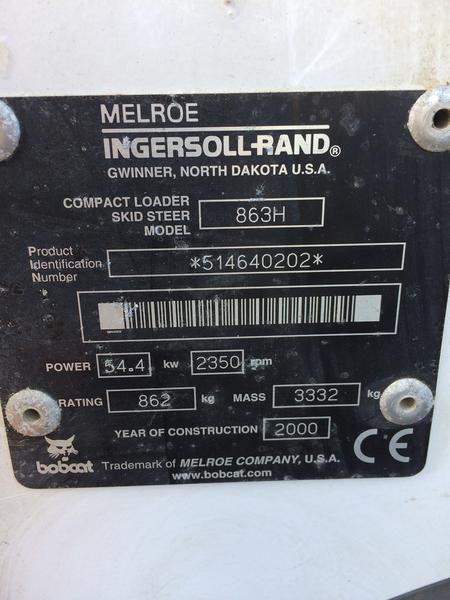 MELROE
INGERSOLL-RAND®
GWINNER, NORTH DAKOTA U.S.A.
COMPACT LOADER
SKID STEER
MODEL 863H
Product
Identification
Number *514640202*
POWER 54.4 kw 2350 rpm
RATING 862 kg MASS 3332 kg
YEAR OF CONSTRUCTION 2000
bobcat Trademark of MELROE COMPANY, U.S.A.
www.bobcat.com
CE